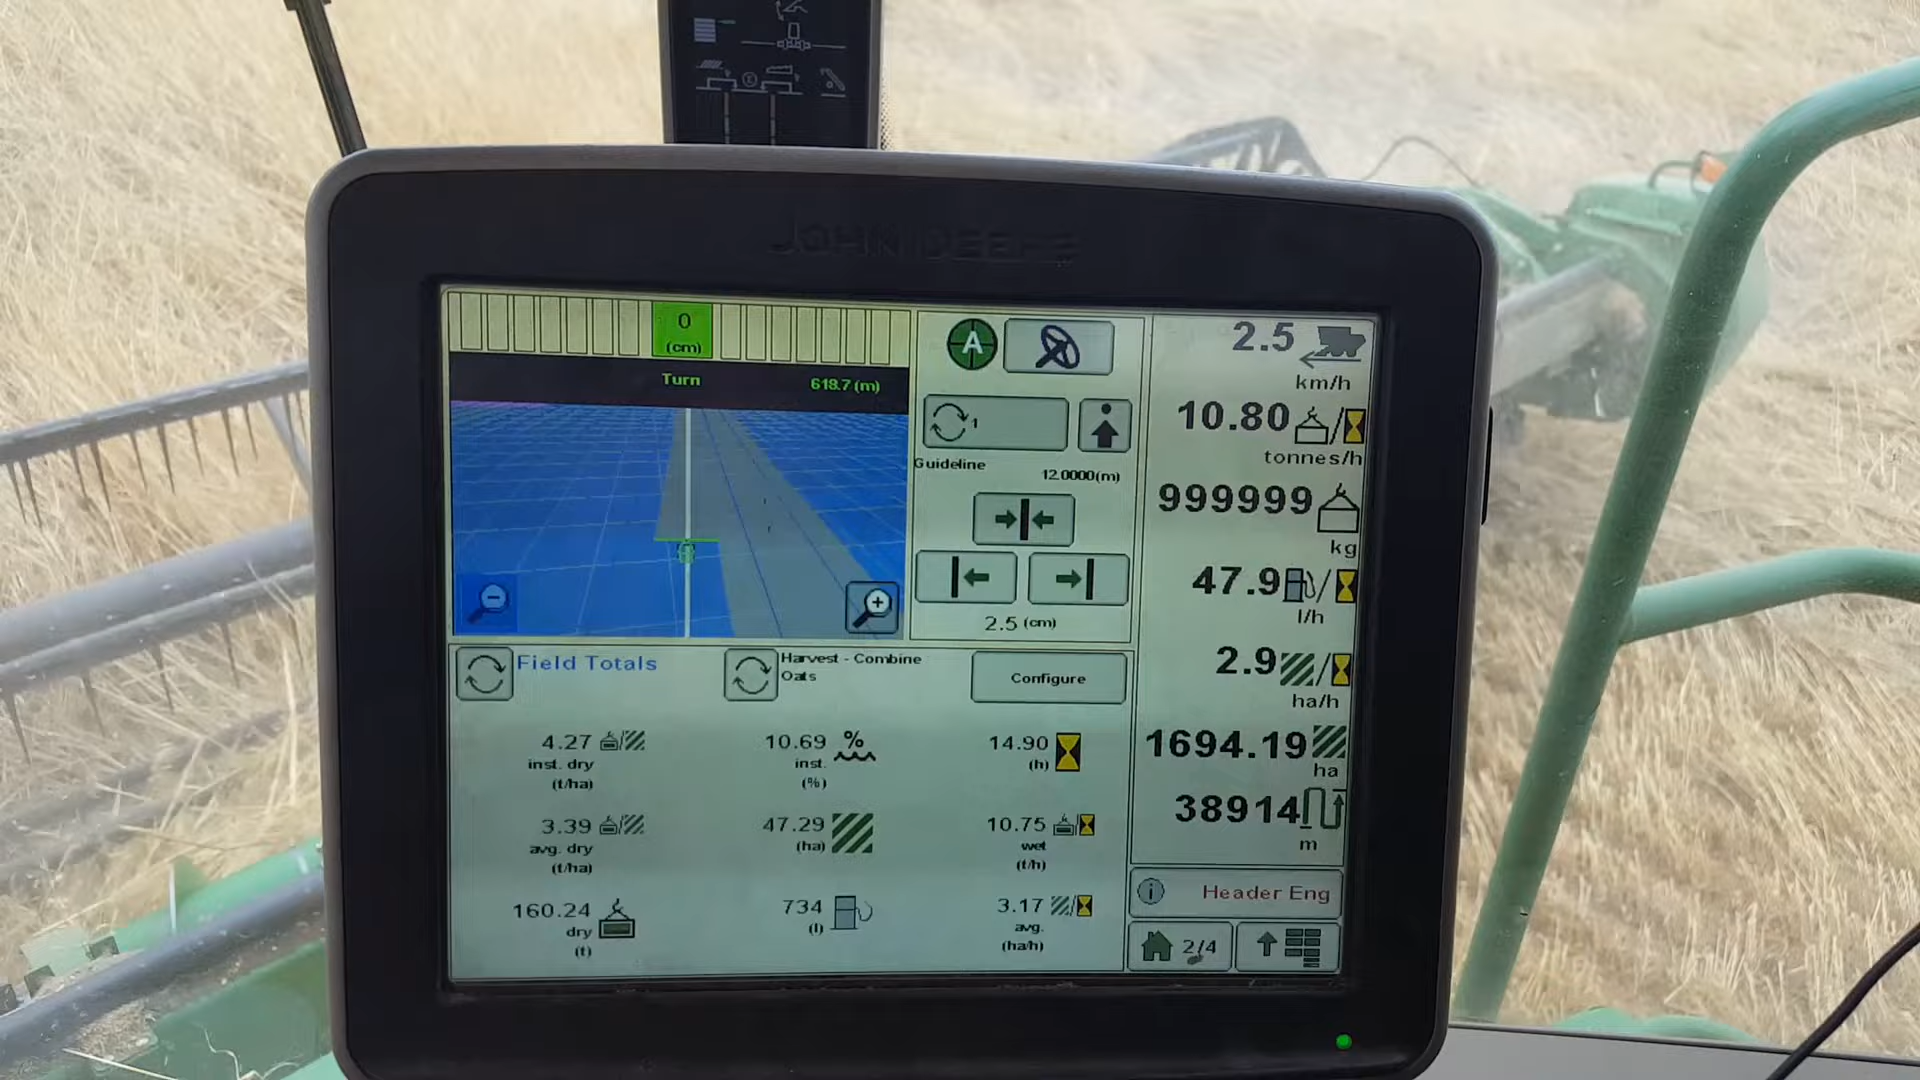 JOHN DEERE
0
(cm)
Turn
618.7 (m)
A
1
Guideline
12.0000(m)
2.5 (cm)
2.5
km/h
10.80
tonnes/h
999999
kg
47.9
l/h
2.9
ha/h
1694.19
ha
38914
m
Field Totals
Harvest - Combine
Oats
Configure
4.27
inst. dry
(t/ha)
10.69 %
inst.
(%)
14.90
(h)
3.39
avg. dry
(t/ha)
47.29
(ha)
10.75
wet
(t/h)
160.24
dry
(t)
734
(l)
3.17
avg.
(ha/h)
Header Eng
2/4